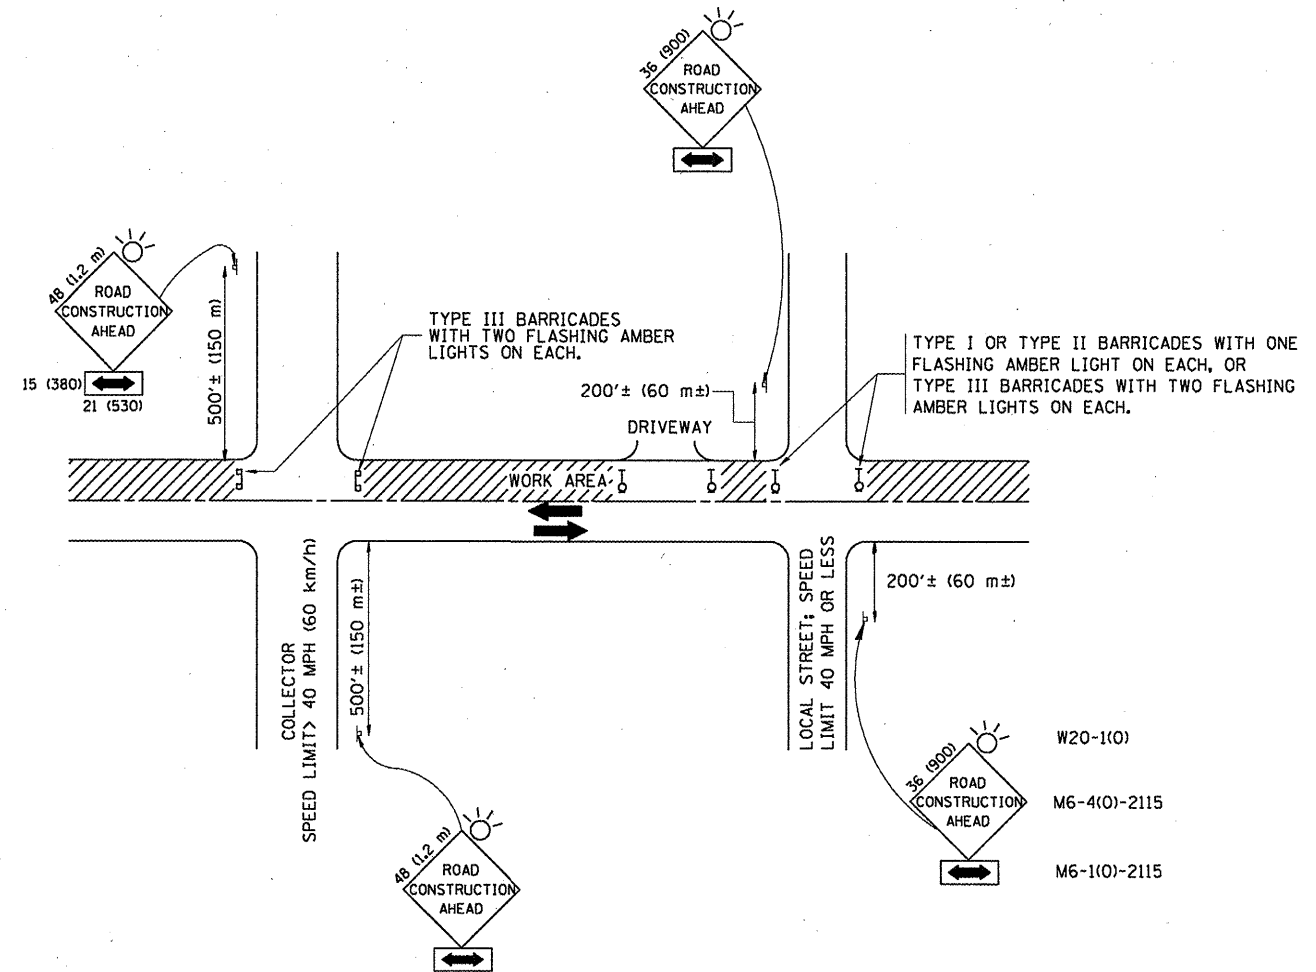 36 (900)
ROAD
CONSTRUCTION
AHEAD
48 (1.2 m)
ROAD
CONSTRUCTION
AHEAD
15 (380)
21 (530)
500'± (150 m)
TYPE III BARRICADES
WITH TWO FLASHING AMBER
LIGHTS ON EACH.
200'± (60 m±)
DRIVEWAY
TYPE I OR TYPE II BARRICADES WITH ONE
FLASHING AMBER LIGHT ON EACH, OR
TYPE III BARRICADES WITH TWO FLASHING
AMBER LIGHTS ON EACH.
WORK AREA
COLLECTOR
SPEED LIMIT> 40 MPH (60 km/h)
500'± (150 m±)
LOCAL STREET; SPEED
LIMIT 40 MPH OR LESS
200'± (60 m±)
48 (1.2 m)
ROAD
CONSTRUCTION
AHEAD
36 (900)
ROAD
CONSTRUCTION
AHEAD
W20-1(O)
M6-4(O)-2115
M6-1(O)-2115